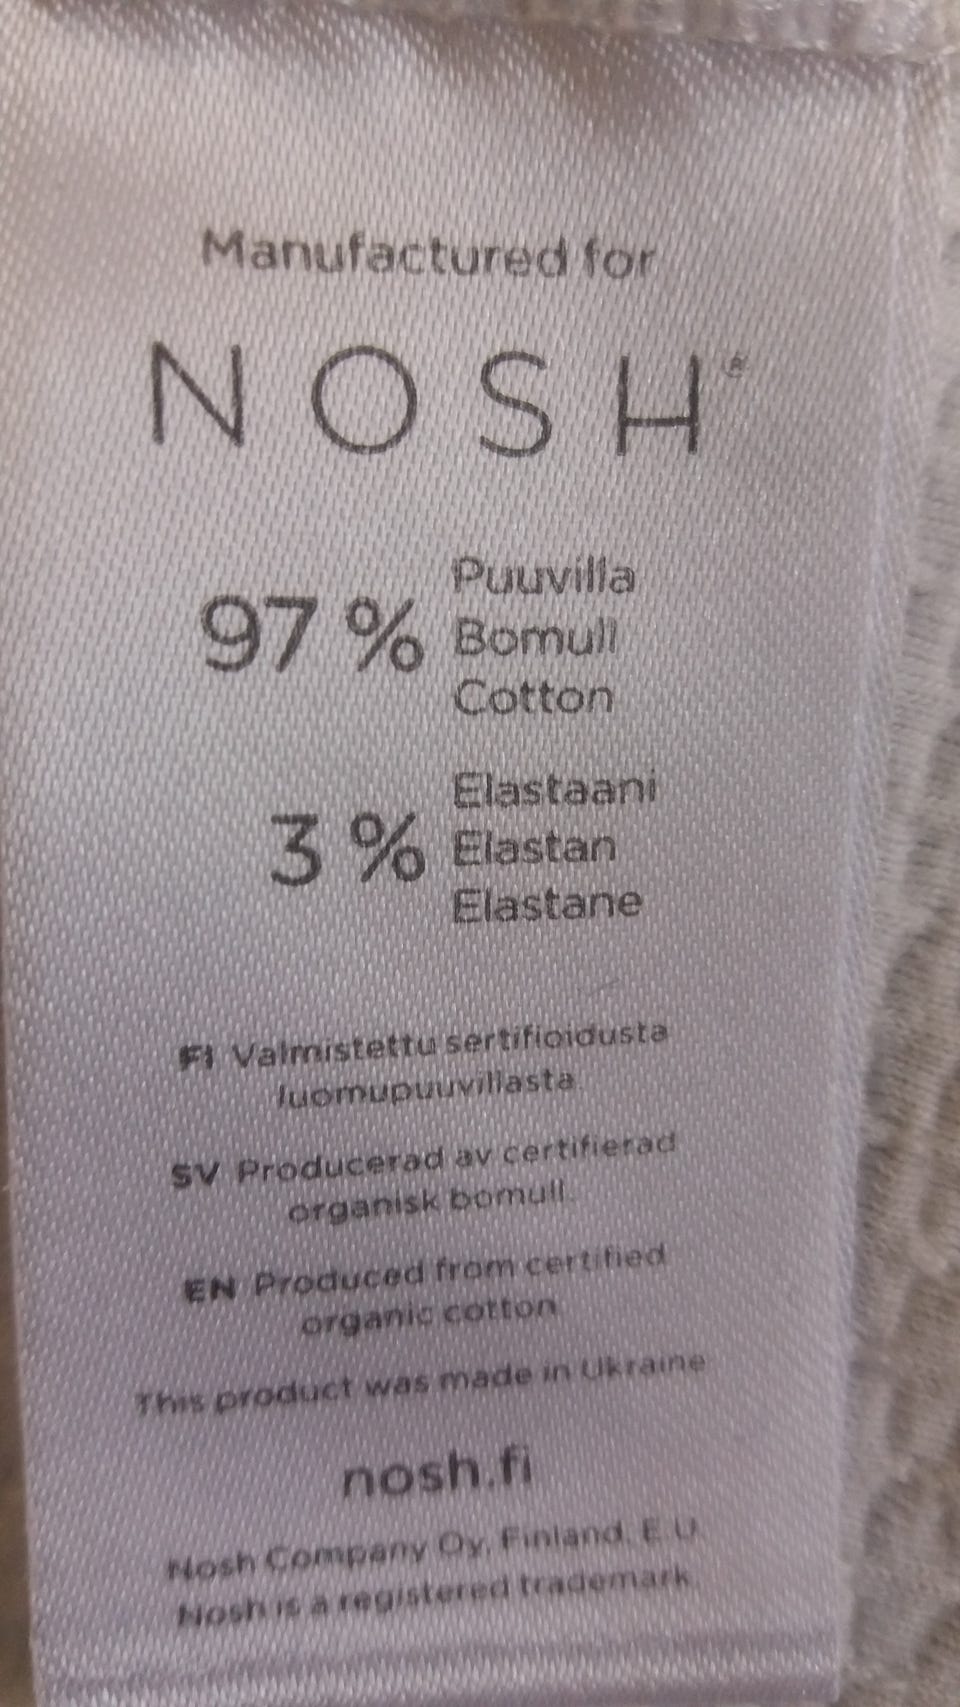 Manufactured for
NOSH®
97 % Puuvilla
Bomull
Cotton
3 % Elastaani
Elastan
Elastane
FI Valmistettu sertifioidusta
luomupuuvillasta
SV Producerad av certifierad
organisk bomull.
EN Produced from certified
organic cotton
This product was made in Ukraine
nosh.fi
Nosh Company Oy, Finland, E.U.
Nosh is a registered trademark.